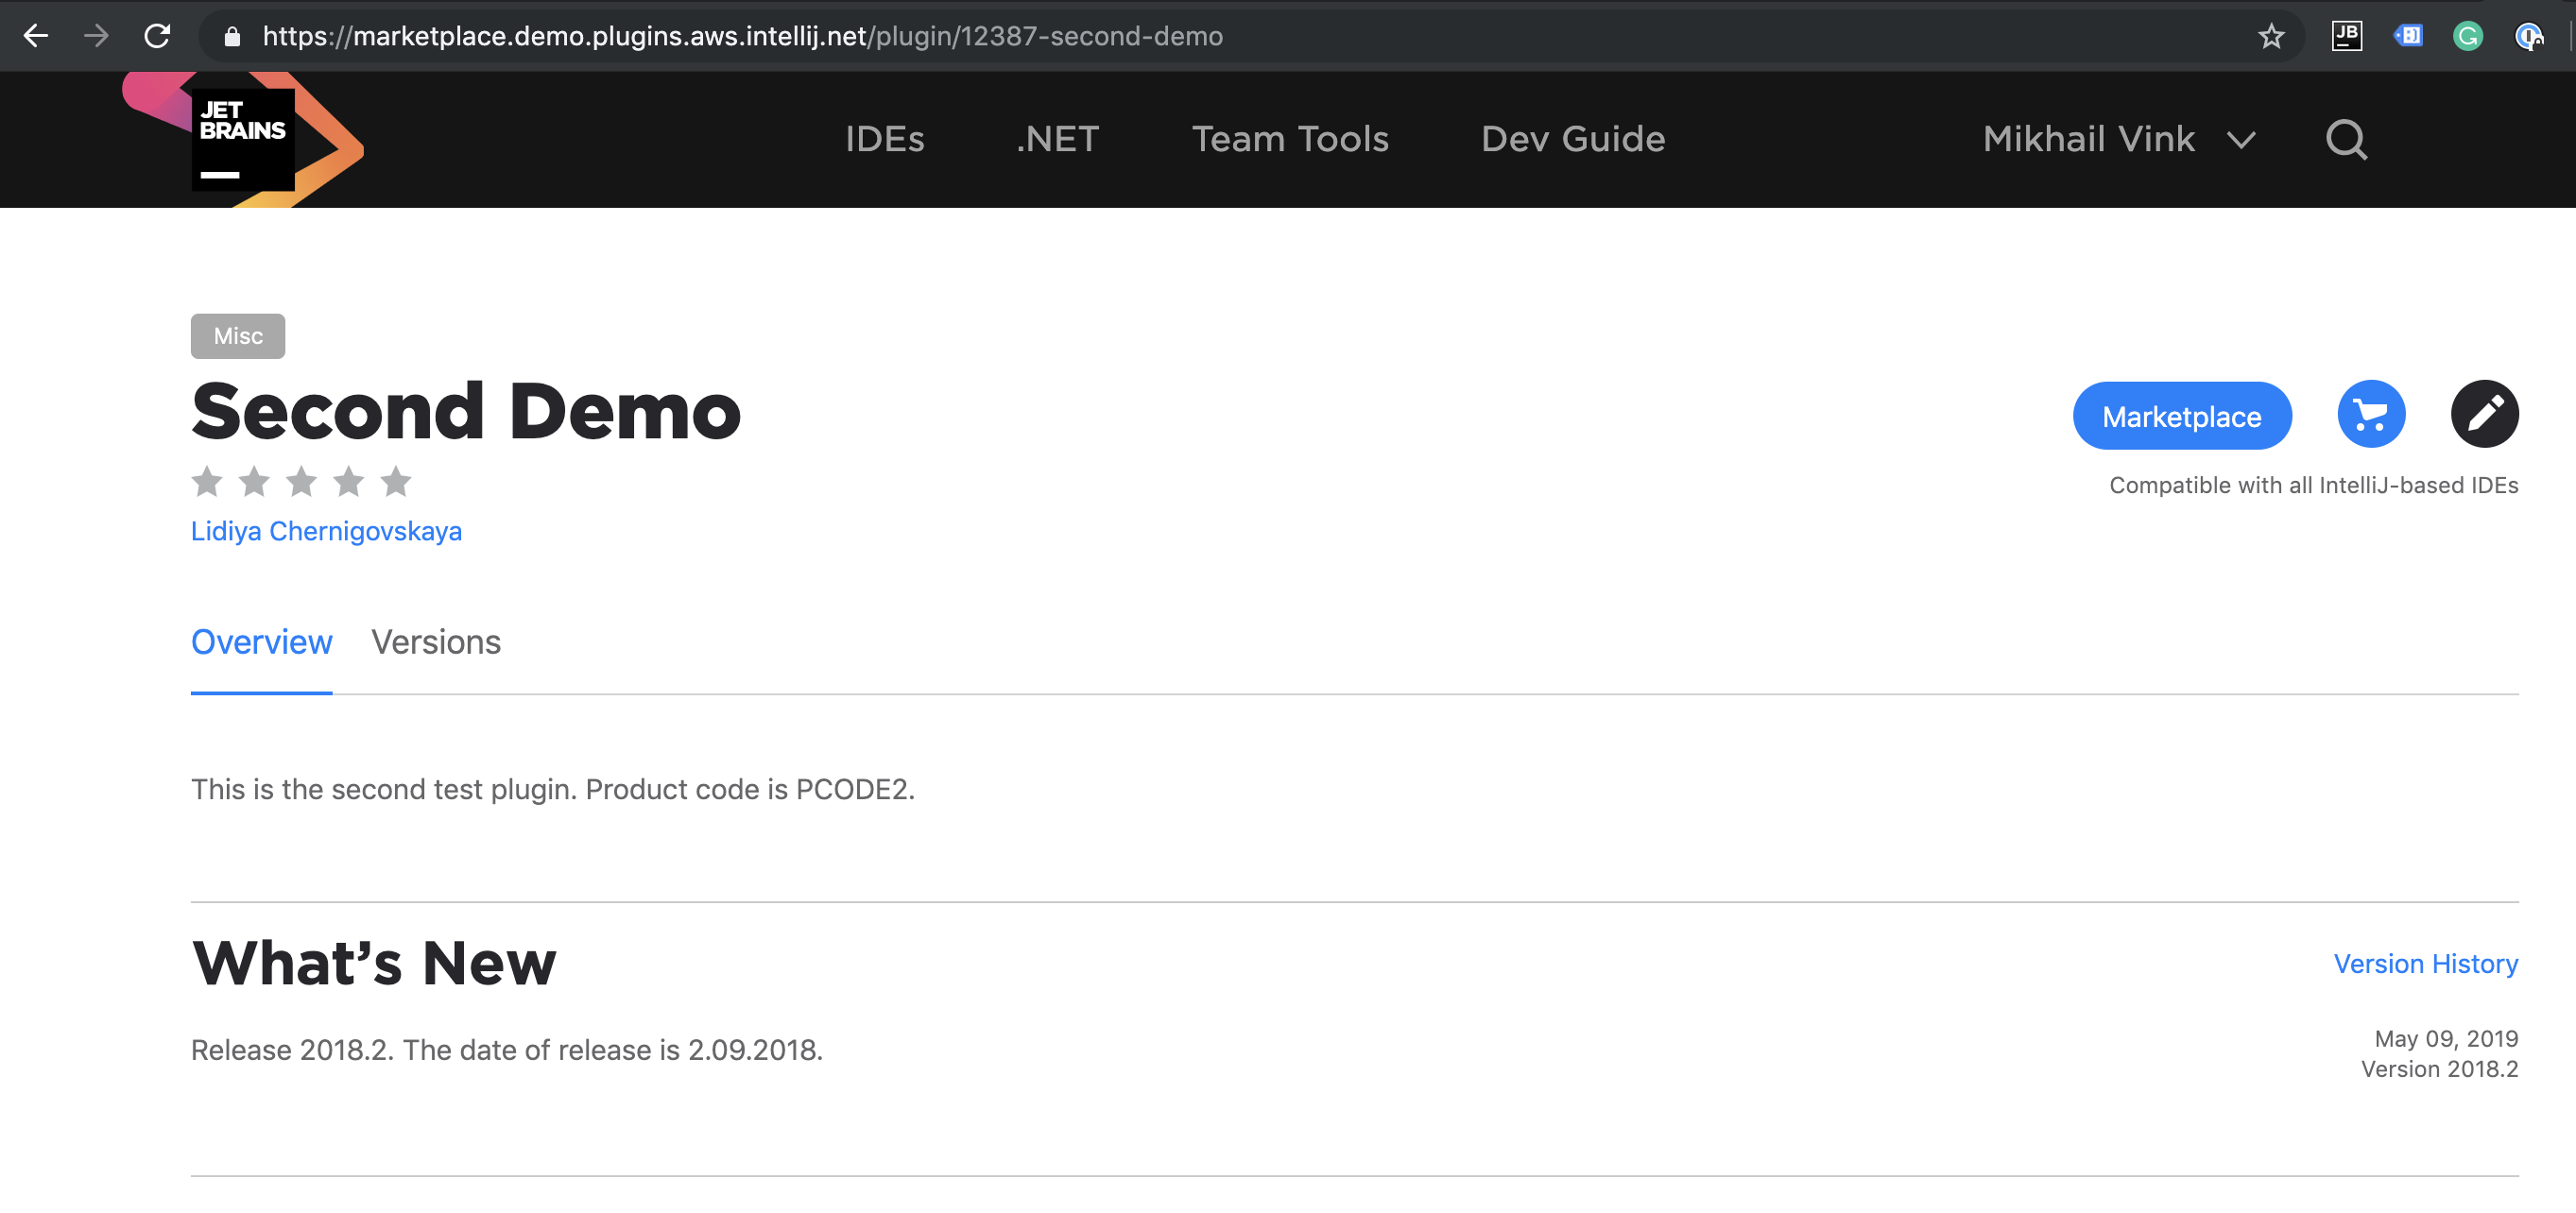 https://marketplace.demo.plugins.aws.intellij.net/plugin/12387-second-demo
JB
JET
BRAINS
IDEs .NET Team Tools Dev Guide Mikhail Vink
Misc
Second Demo
Marketplace
Compatible with all IntelliJ-based IDEs
Lidiya Chernigovskaya
Overview Versions
This is the second test plugin. Product code is PCODE2.
What’s New
Version History
Release 2018.2. The date of release is 2.09.2018.
May 09, 2019
Version 2018.2